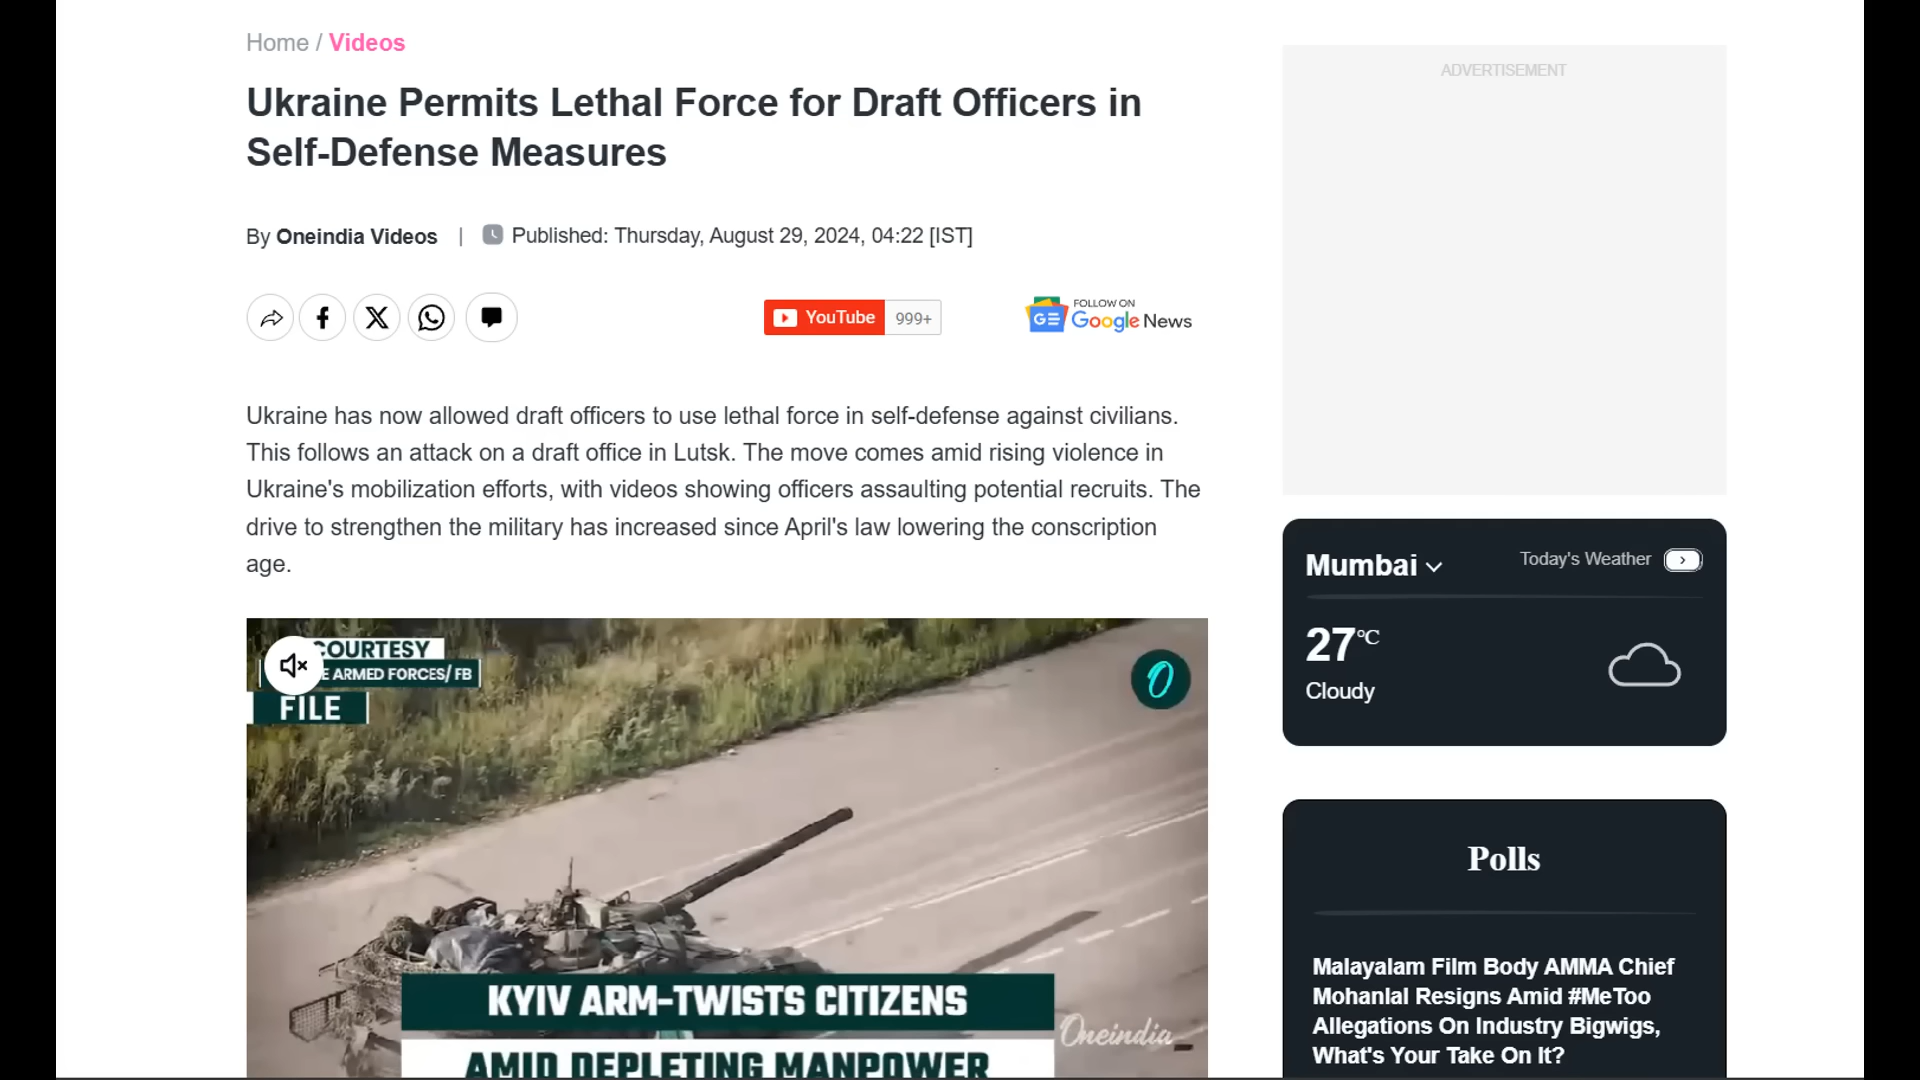 Home / Videos
Ukraine Permits Lethal Force for Draft Officers in
Self-Defense Measures
By Oneindia Videos | Published: Thursday, August 29, 2024, 04:22 [IST]
YouTube 999+
FOLLOW ON
Google News
Ukraine has now allowed draft officers to use lethal force in self-defense against civilians.
This follows an attack on a draft office in Lutsk. The move comes amid rising violence in
Ukraine's mobilization efforts, with videos showing officers assaulting potential recruits. The
drive to strengthen the military has increased since April's law lowering the conscription
age.
COURTESY
E ARMED FORCES/ FB
FILE
KYIV ARM-TWISTS CITIZENS
Oneindia
AMID DEPLETING MANPOWER
ADVERTISEMENT
Mumbai
Today's Weather
27°C
Cloudy
Polls
Malayalam Film Body AMMA Chief
Mohanlal Resigns Amid #MeToo
Allegations On Industry Bigwigs,
What's Your Take On It?